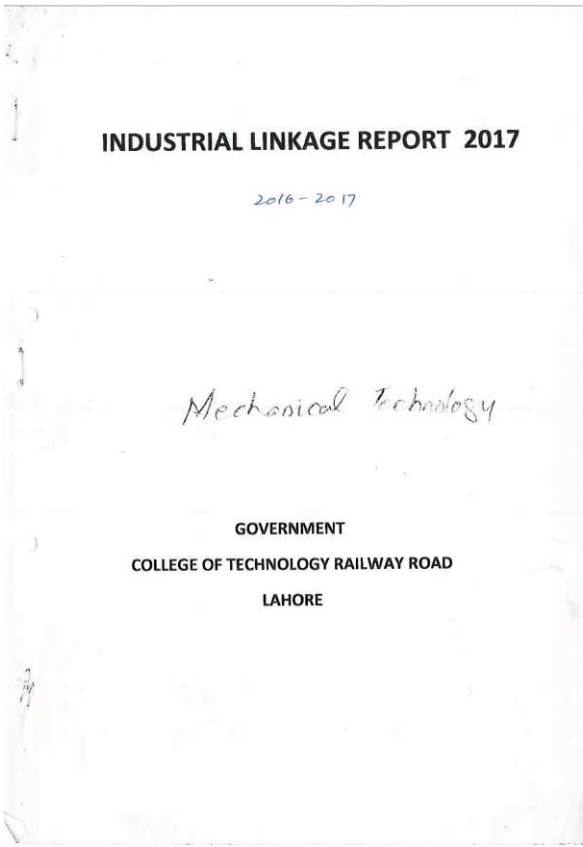 INDUSTRIAL LINKAGE REPORT 2017
2016-2017
Mechanical Technology
GOVERNMENT
COLLEGE OF TECHNOLOGY RAILWAY ROAD
LAHORE